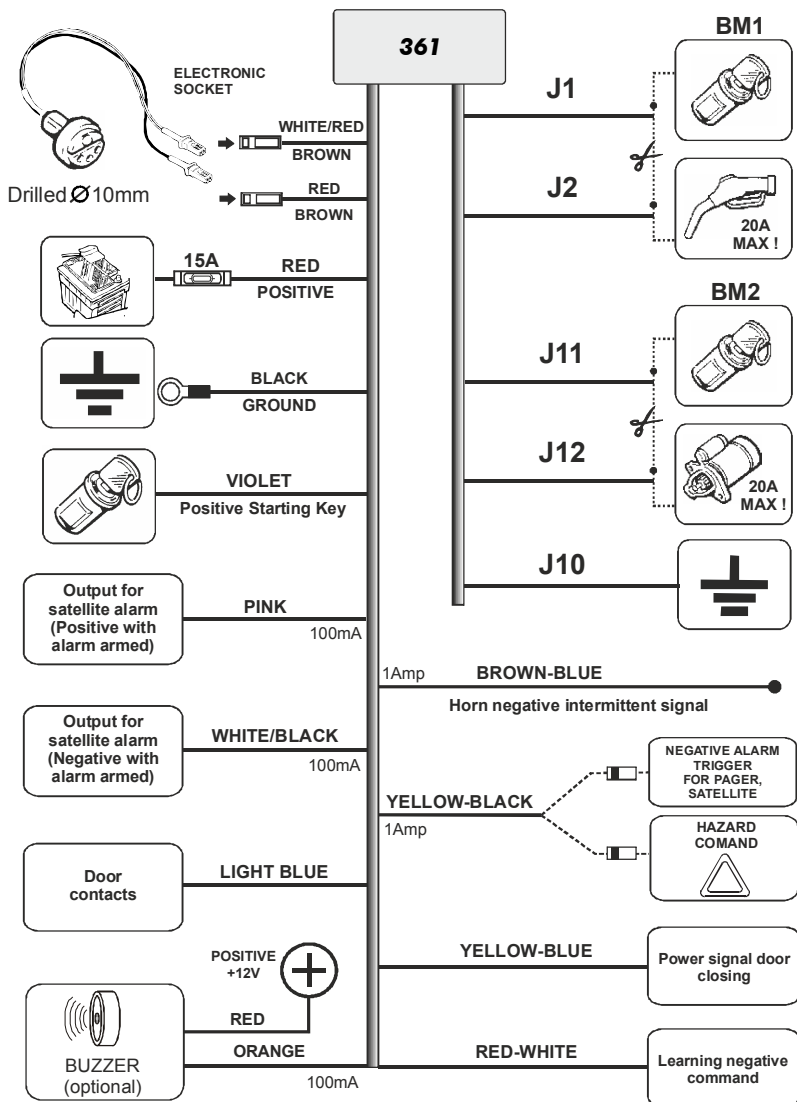 361
ELECTRONIC
SOCKET
WHITE/RED
BROWN
Drilled Ø 10mm
RED
BROWN
15A
RED
POSITIVE
BLACK
GROUND
VIOLET
Positive Starting Key
Output for
satellite alarm
(Positive with
alarm armed)
PINK
100mA
Output for
satellite alarm
(Negative with
alarm armed)
WHITE/BLACK
100mA
Door
contacts
LIGHT BLUE
POSITIVE
+12V
RED
BUZZER
(optional)
ORANGE
100mA
BM1
J1
J2
20A
MAX !
BM2
J11
J12
20A
MAX !
J10
1Amp
BROWN-BLUE
Horn negative intermittent signal
YELLOW-BLACK
1Amp
NEGATIVE ALARM
TRIGGER
FOR PAGER,
SATELLITE
HAZARD
COMAND
YELLOW-BLUE
Power signal door
closing
RED-WHITE
Learning negative
command